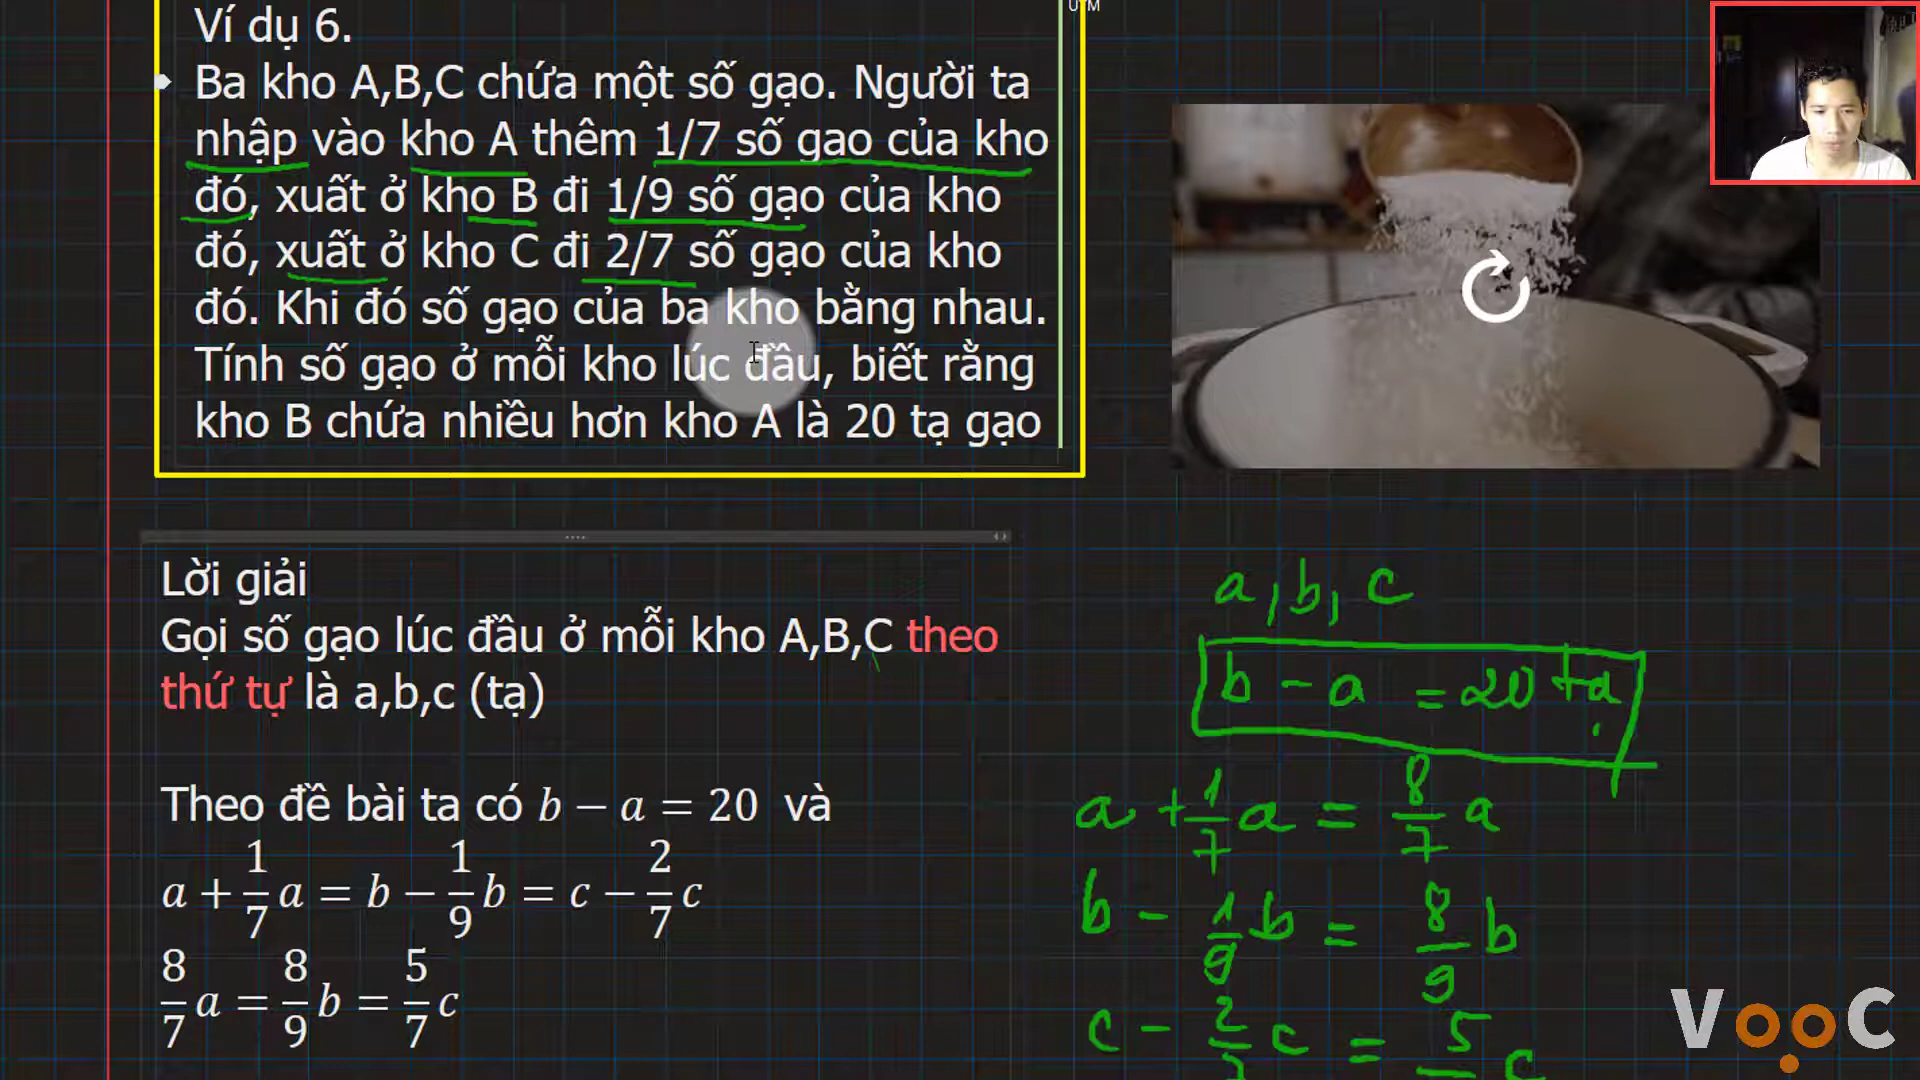 UTM
Ví dụ 6.
Ba kho A,B,C chứa một số gạo. Người ta
nhập vào kho A thêm 1/7 số gao của kho
đó, xuất ở kho B đi 1/9 số gạo của kho
đó, xuất ở kho C đi 2/7 số gạo của kho
đó. Khi đó số gạo của ba kho bằng nhau.
Tính số gạo ở mỗi kho lúc đầu, biết rằng
kho B chứa nhiều hơn kho A là 20 tạ gạo
Lời giải
Gọi số gạo lúc đầu ở mỗi kho A,B,C theo
thứ tự là a,b,c (tạ)
Theo đề bài ta có b − a = 20 và
a + 1/7 a = b − 1/9 b = c − 2/7 c
8/7 a = 8/9 b = 5/7 c
a, b, c
b - a = 20 tạ
a + 1/7 a = 8/7 a
b - 1/9 b = 8/9 b
c - 2/7 c = 5 c
VooC